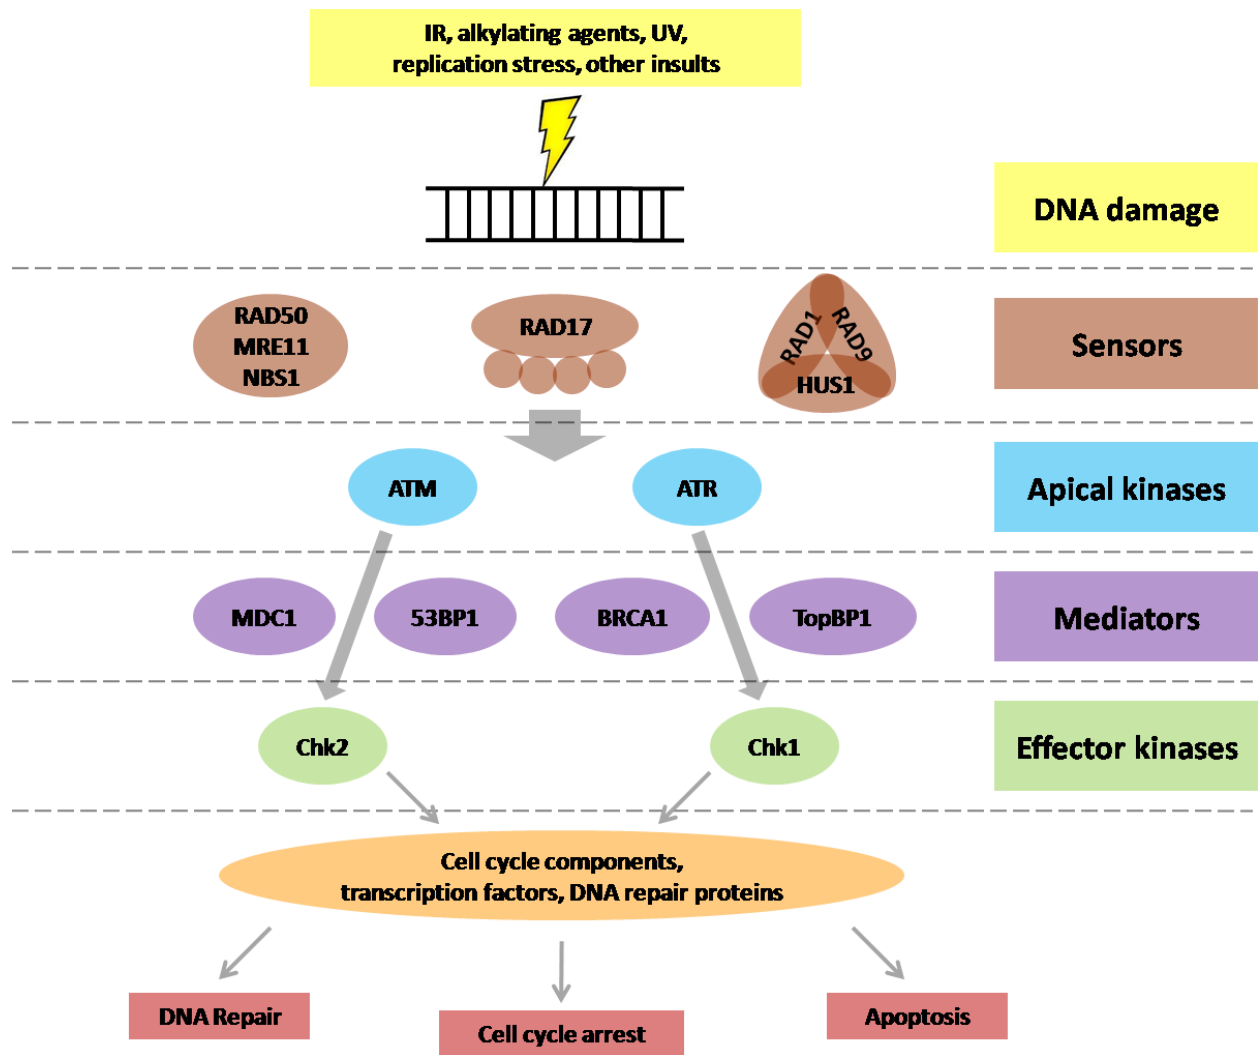 IR, alkylating agents, UV,
replication stress, other insults
DNA damage
RAD50
MRE11
NBS1
RAD17
RAD1
RAD9
HUS1
Sensors
ATM
ATR
Apical kinases
MDC1
53BP1
BRCA1
TopBP1
Mediators
Chk2
Chk1
Effector kinases
Cell cycle components,
transcription factors, DNA repair proteins
DNA Repair
Cell cycle arrest
Apoptosis